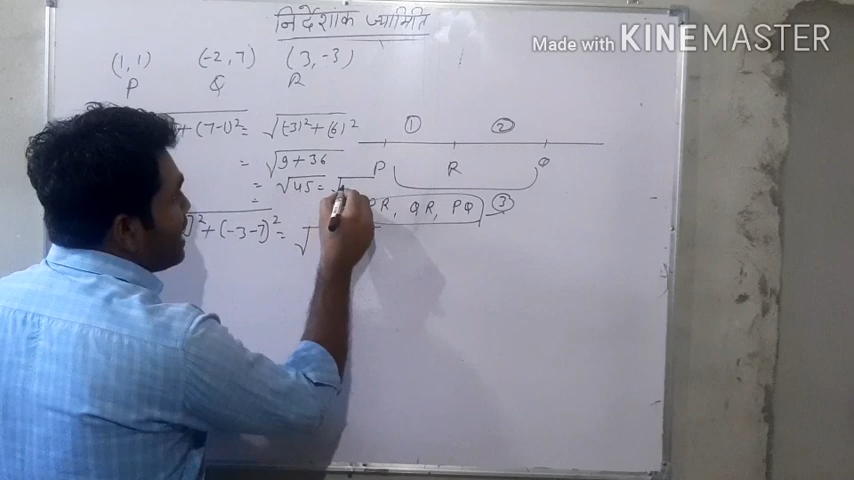 निर्देशांक ज्यामिति
Made with KINEMASTER
(1, 1) (-2, 7) (3, -3)
P Q R
+ (7-1)² = √(-3)² + (6)²
① ②
= √9 + 36
P R Q
= √45 =
=
PR, QR, PQ ③
]² + (-3-7)² = √